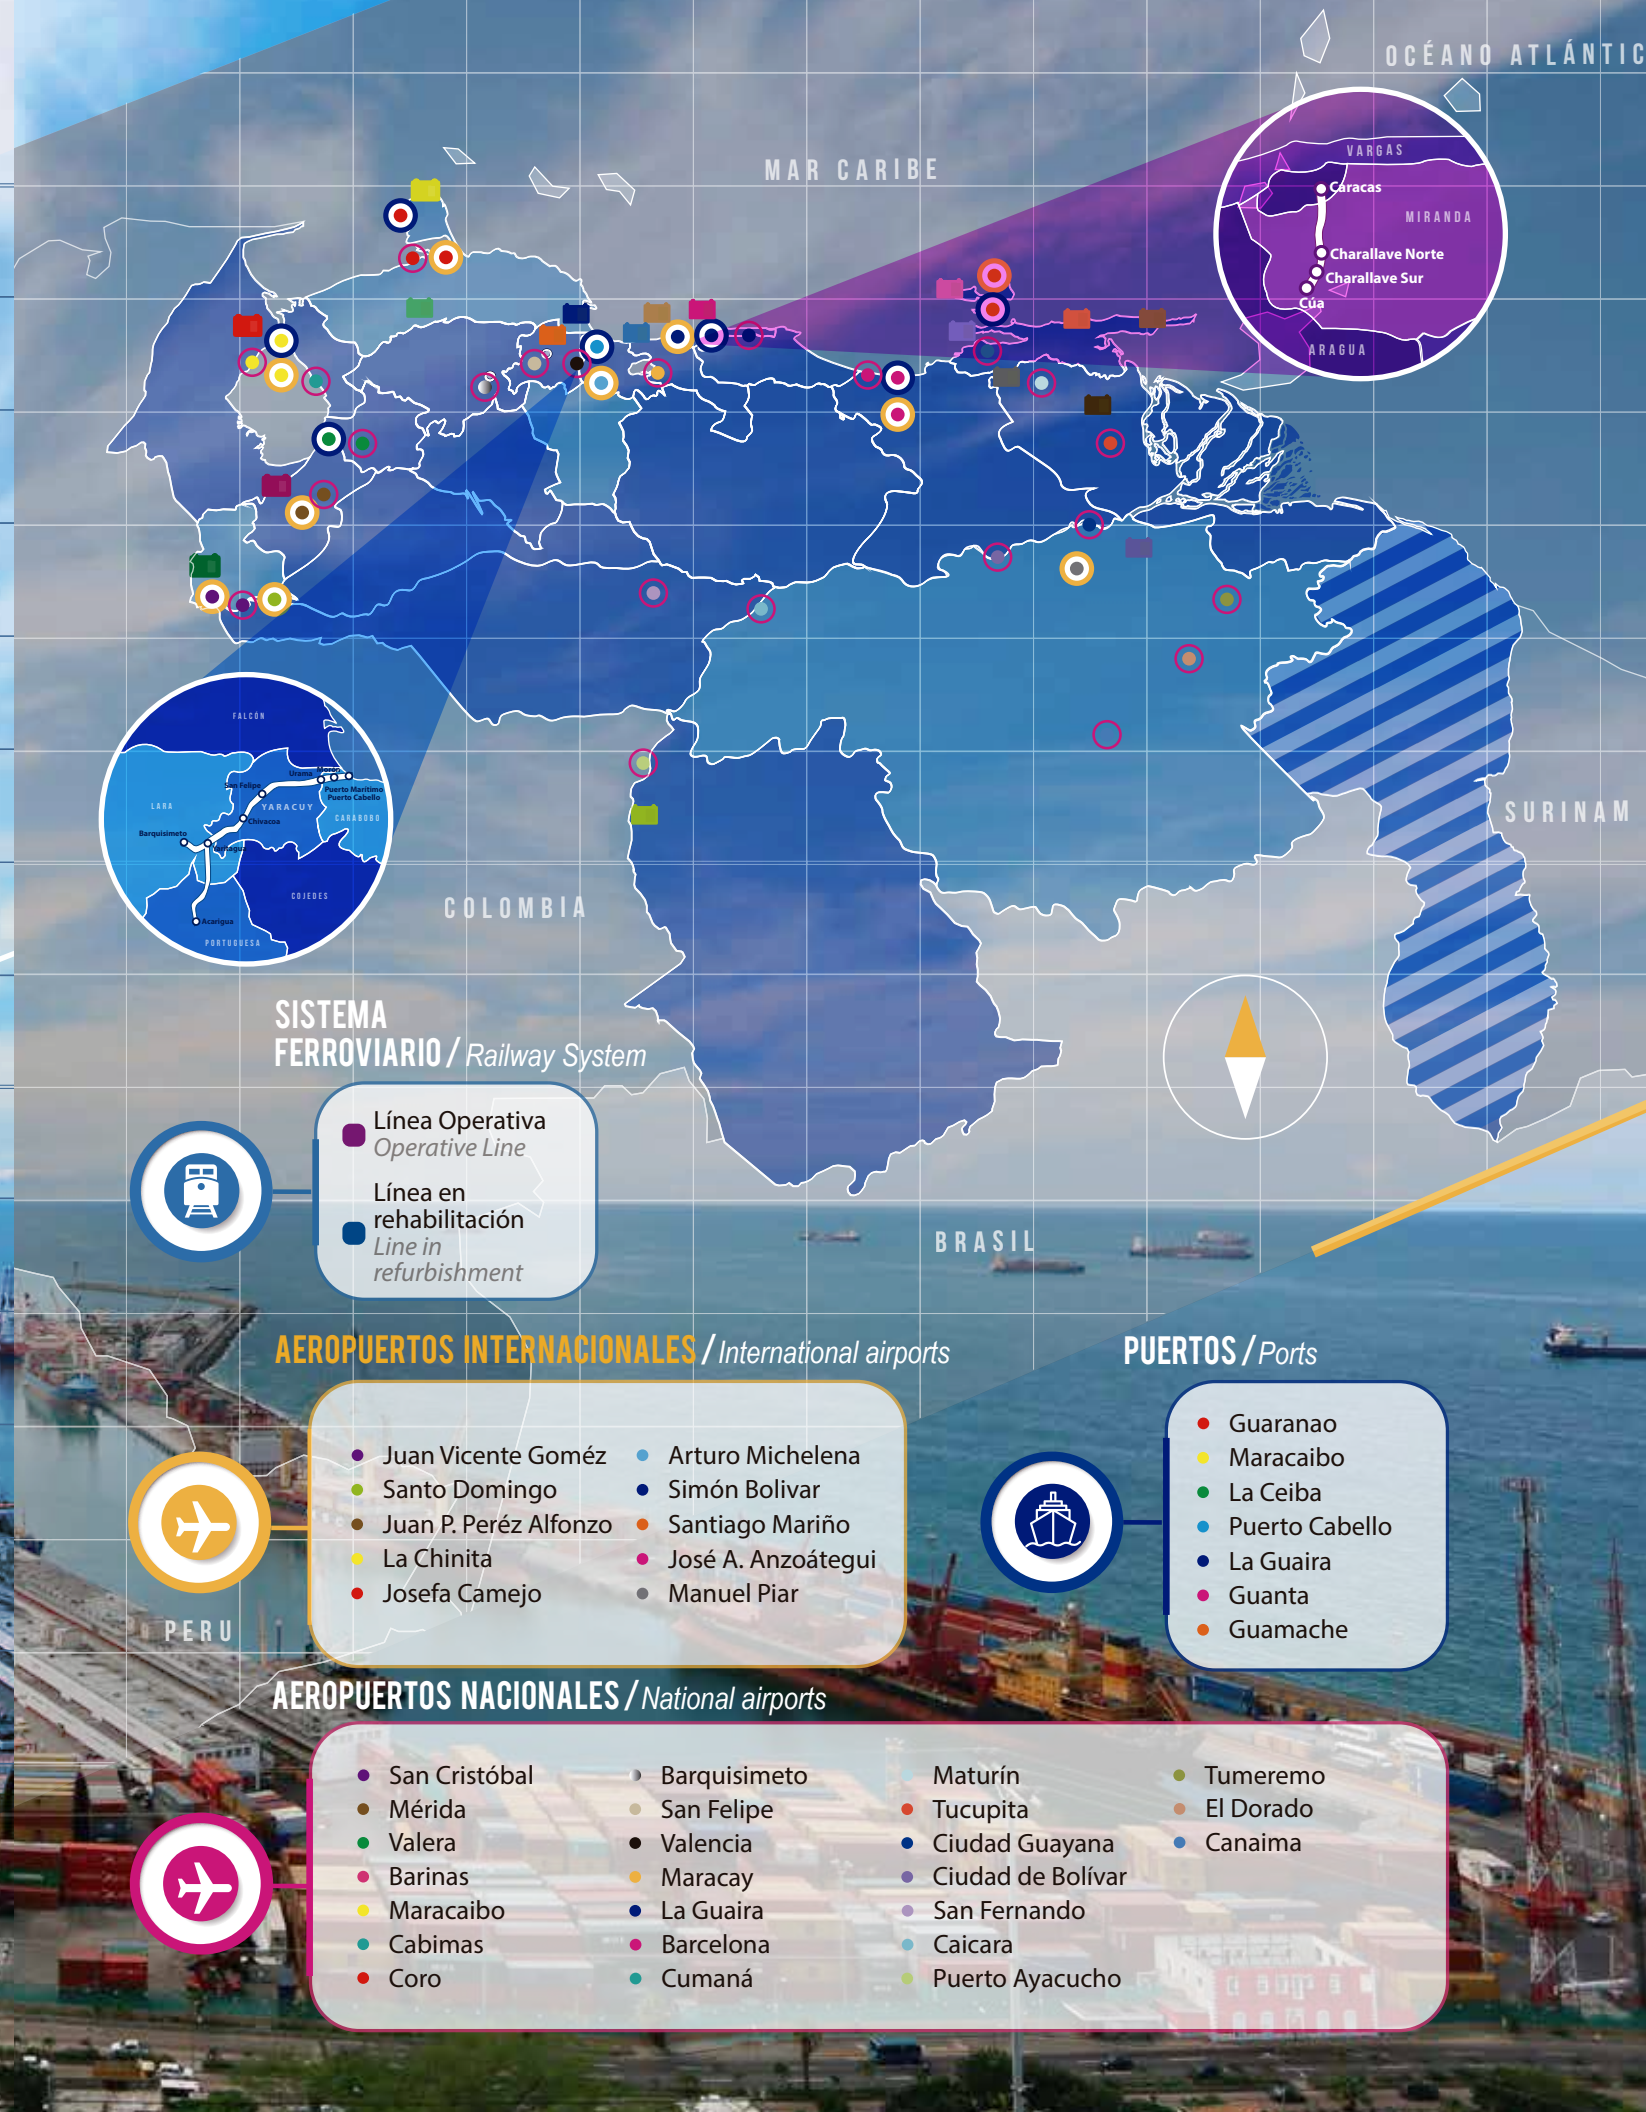 OCÉANO ATLÁNTIC
MAR CARIBE
VARGAS
Caracas
MIRANDA
Charallave Norte
Charallave Sur
Cúa
ARAGUA
FALCÓN
Urama
Morón
San Felipe
Puerto Marítimo
Puerto Cabello
LARA
YARACUY
CARABOBO
Chivacoa
Barquisimeto
Yaritagua
COJEDES
Acarigua
PORTUGUESA
SURINAM
COLOMBIA
BRASIL
PERU
SISTEMA
FERROVIARIO / Railway System
Línea Operativa
Operative Line
Línea en
rehabilitación
Line in
refurbishment
AEROPUERTOS INTERNACIONALES / International airports
Juan Vicente Goméz
Santo Domingo
Juan P. Peréz Alfonzo
La Chinita
Josefa Camejo
Arturo Michelena
Simón Bolivar
Santiago Mariño
José A. Anzoátegui
Manuel Piar
PUERTOS / Ports
Guaranao
Maracaibo
La Ceiba
Puerto Cabello
La Guaira
Guanta
Guamache
AEROPUERTOS NACIONALES / National airports
San Cristóbal
Mérida
Valera
Barinas
Maracaibo
Cabimas
Coro
Barquisimeto
San Felipe
Valencia
Maracay
La Guaira
Barcelona
Cumaná
Maturín
Tucupita
Ciudad Guayana
Ciudad de Bolívar
San Fernando
Caicara
Puerto Ayacucho
Tumeremo
El Dorado
Canaima